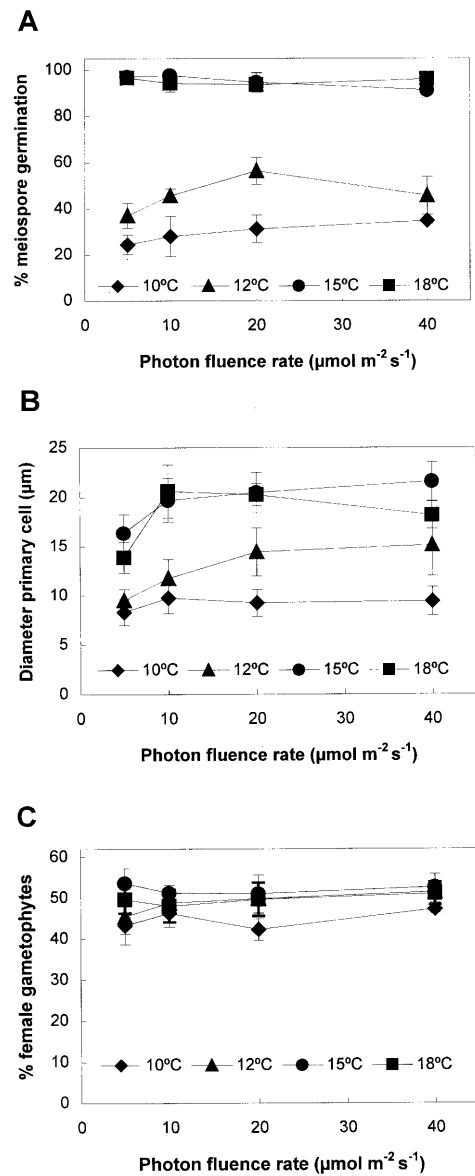 A
% meiospore germination
100
80
60
40
20
0
10ºC 12ºC 15ºC 18ºC
0 10 20 30 40
Photon fluence rate (µmol m⁻² s⁻¹)
B
Diameter primary cell (µm)
25
20
15
10
5
0
10ºC 12ºC 15ºC 18ºC
0 10 20 30 40
Photon fluence rate (µmol m⁻² s⁻¹)
C
% female gametophytes
60
50
40
30
20
10
0
10ºC 12ºC 15ºC 18ºC
0 10 20 30 40
Photon fluence rate (µmol m⁻² s⁻¹)